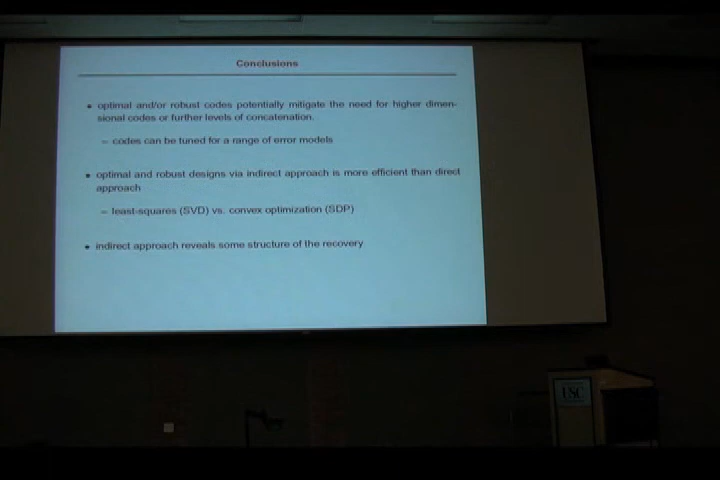 Conclusions
• optimal and/or robust codes potentially mitigate the need for higher dimen-
sional codes or further levels of concatenation.
– codes can be tuned for a range of error models
• optimal and robust designs via indirect approach is more efficient than direct
approach
– least-squares (SVD) vs. convex optimization (SDP)
• indirect approach reveals some structure of the recovery
USC